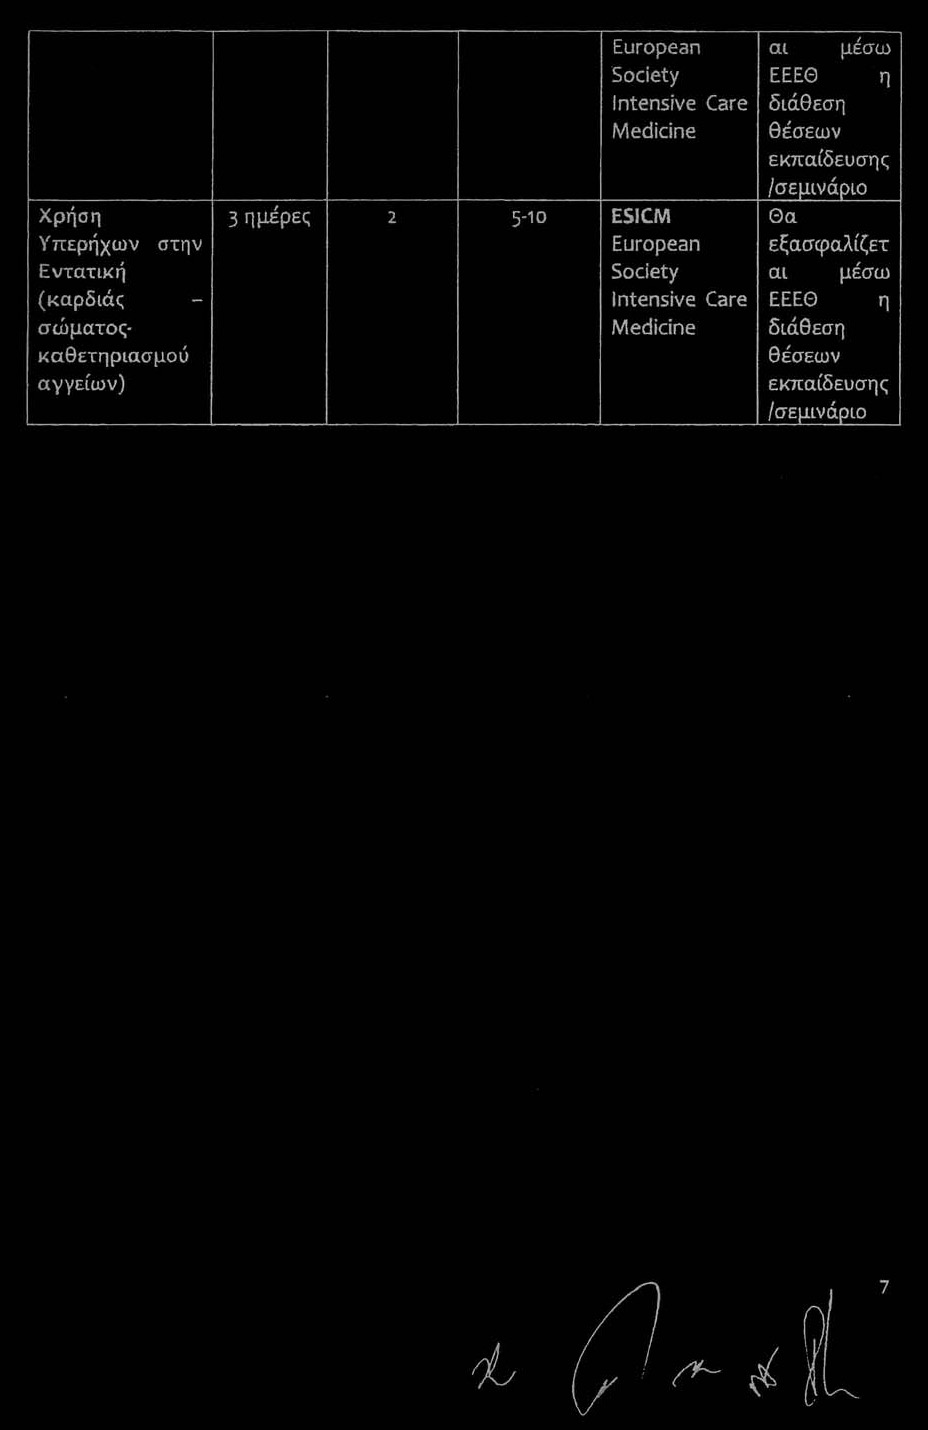 European
Society
Intensive Care
Medicine
αι μέσω
ΕΕΕΘ η
διάθεση
θέσεων
εκπαίδευσης
/σεμινάριο
Χρήση
Υπερήχων στην
Εντατική
(καρδιάς –
σώματος-
καθετηριασμού
αγγείων)
3 ημέρες
2
5-10
ESICM
European
Society
Intensive Care
Medicine
Θα
εξασφαλίζετ
αι μέσω
ΕΕΕΘ η
διάθεση
θέσεων
εκπαίδευσης
/σεμινάριο
7